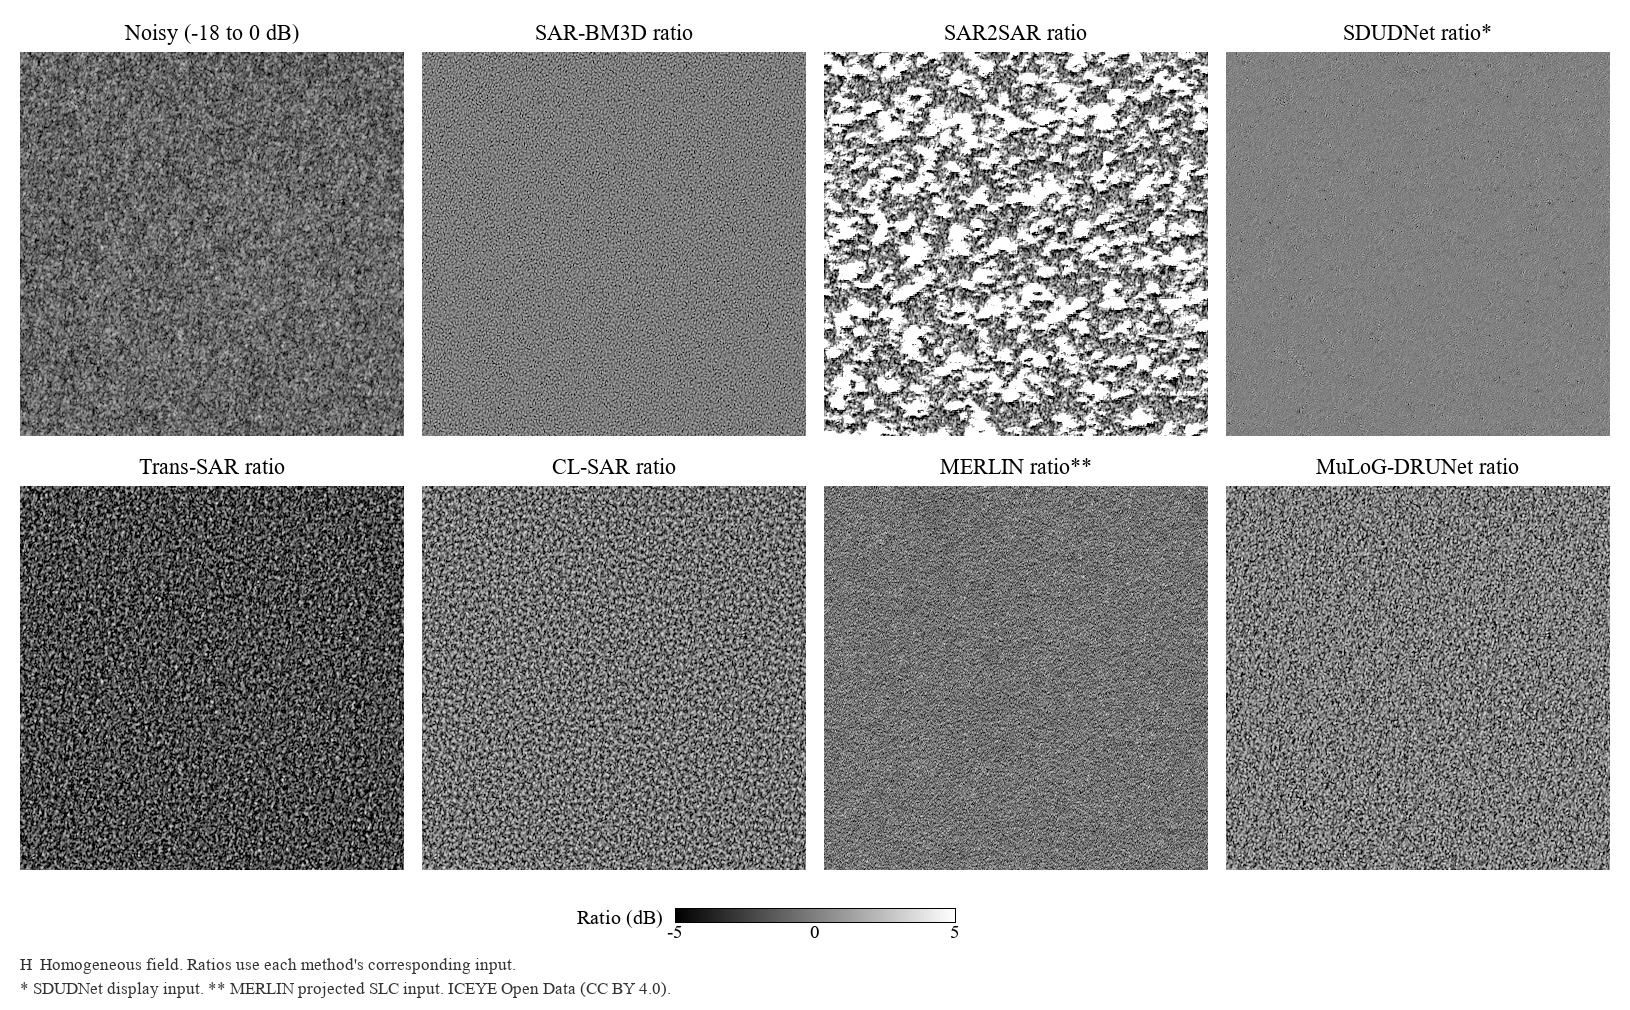 Noisy (-18 to 0 dB)
SAR-BM3D ratio
SAR2SAR ratio
SDUDNet ratio*
Trans-SAR ratio
CL-SAR ratio
MERLIN ratio**
MuLoG-DRUNet ratio
Ratio (dB)
-5 0 5
H Homogeneous field. Ratios use each method's corresponding input.
* SDUDNet display input. ** MERLIN projected SLC input. ICEYE Open Data (CC BY 4.0).